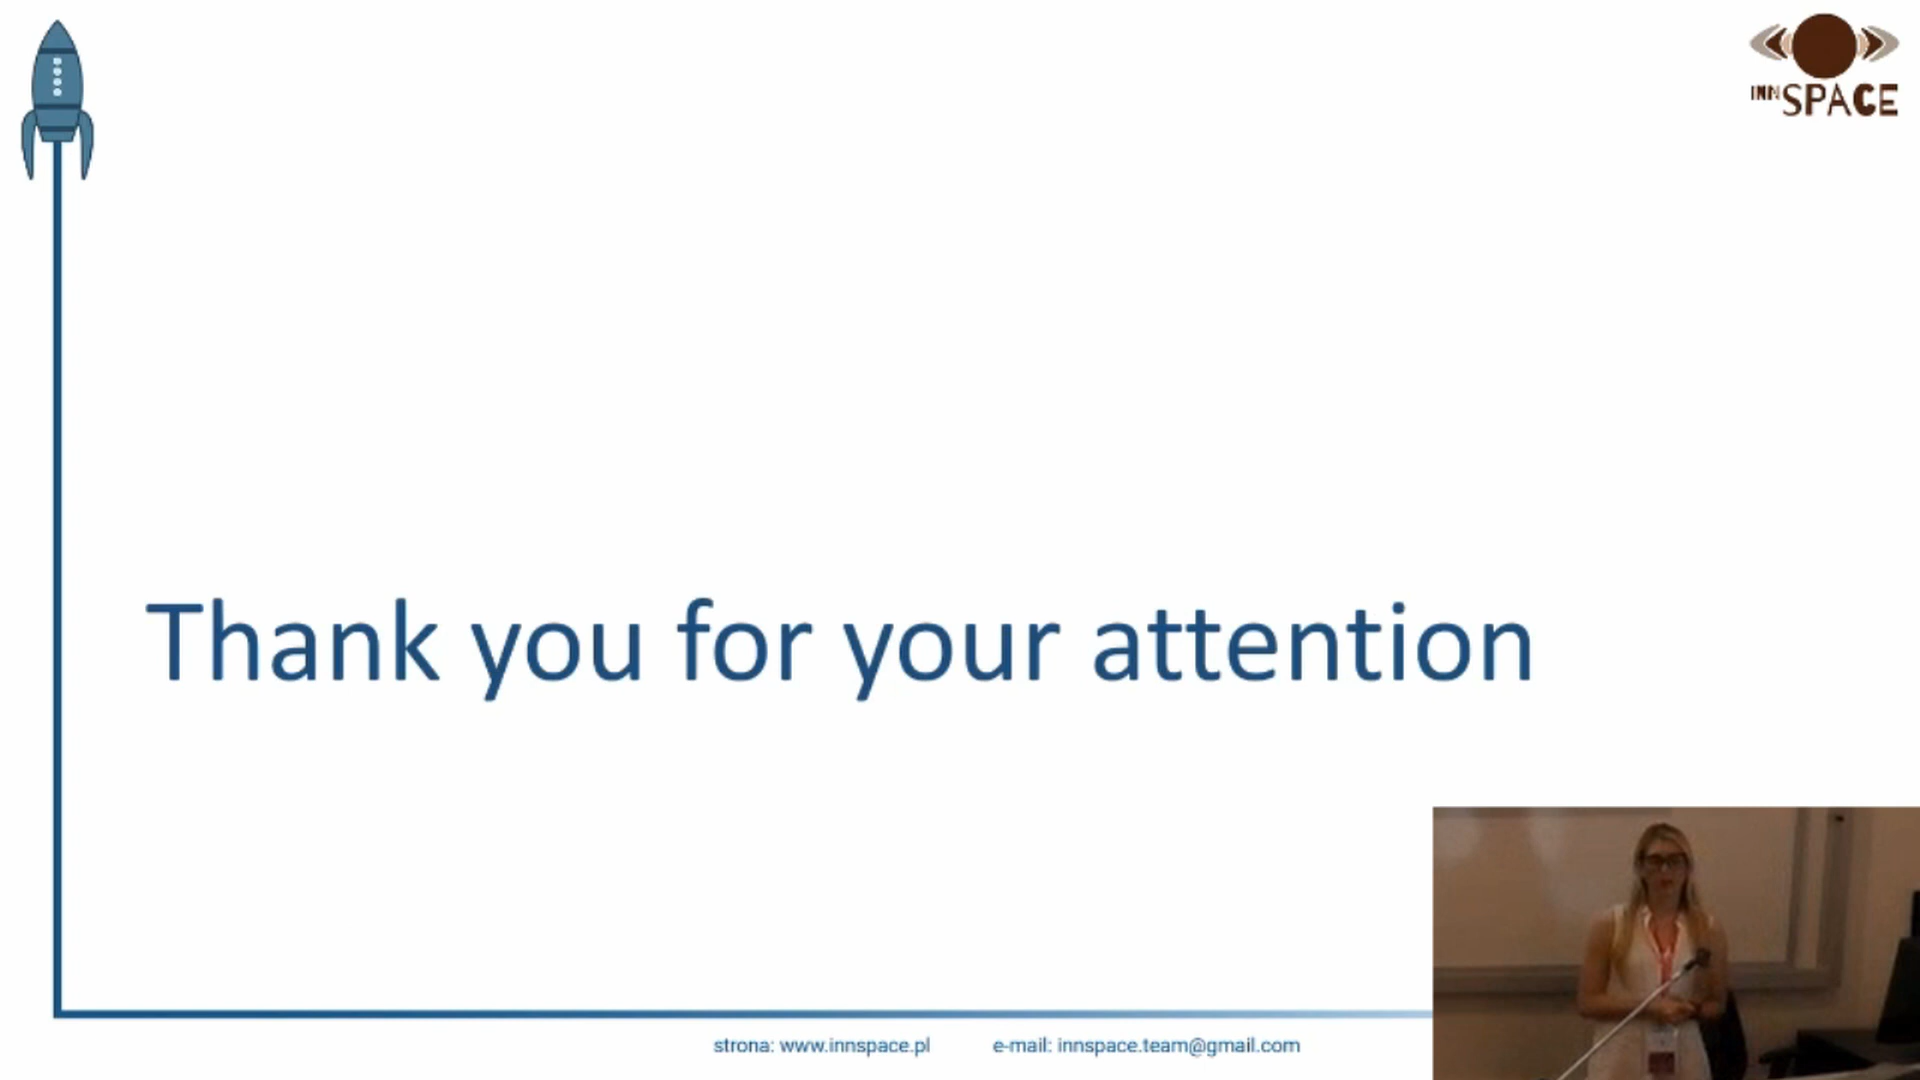 INNSPACE
Thank you for your attention
strona: www.innspace.pl e-mail: innspace.team@gmail.com